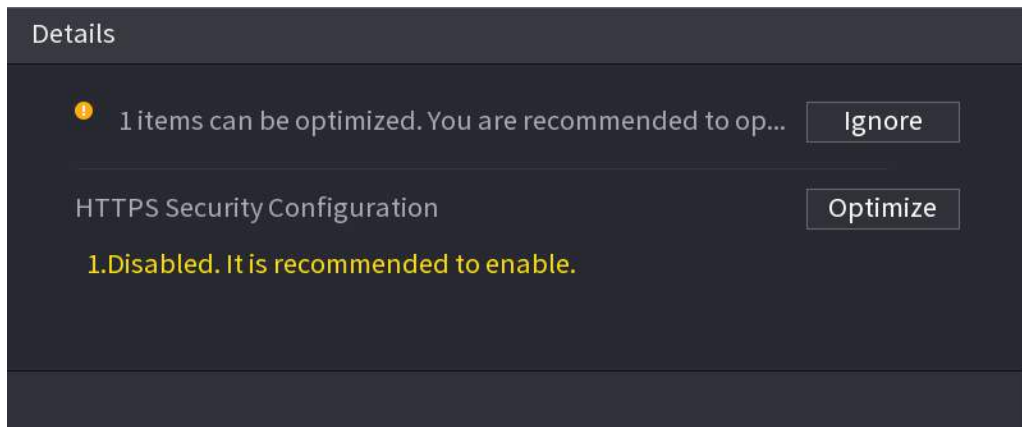 Details
1 items can be optimized. You are recommended to op...
Ignore
HTTPS Security Configuration
Optimize
1.Disabled. It is recommended to enable.